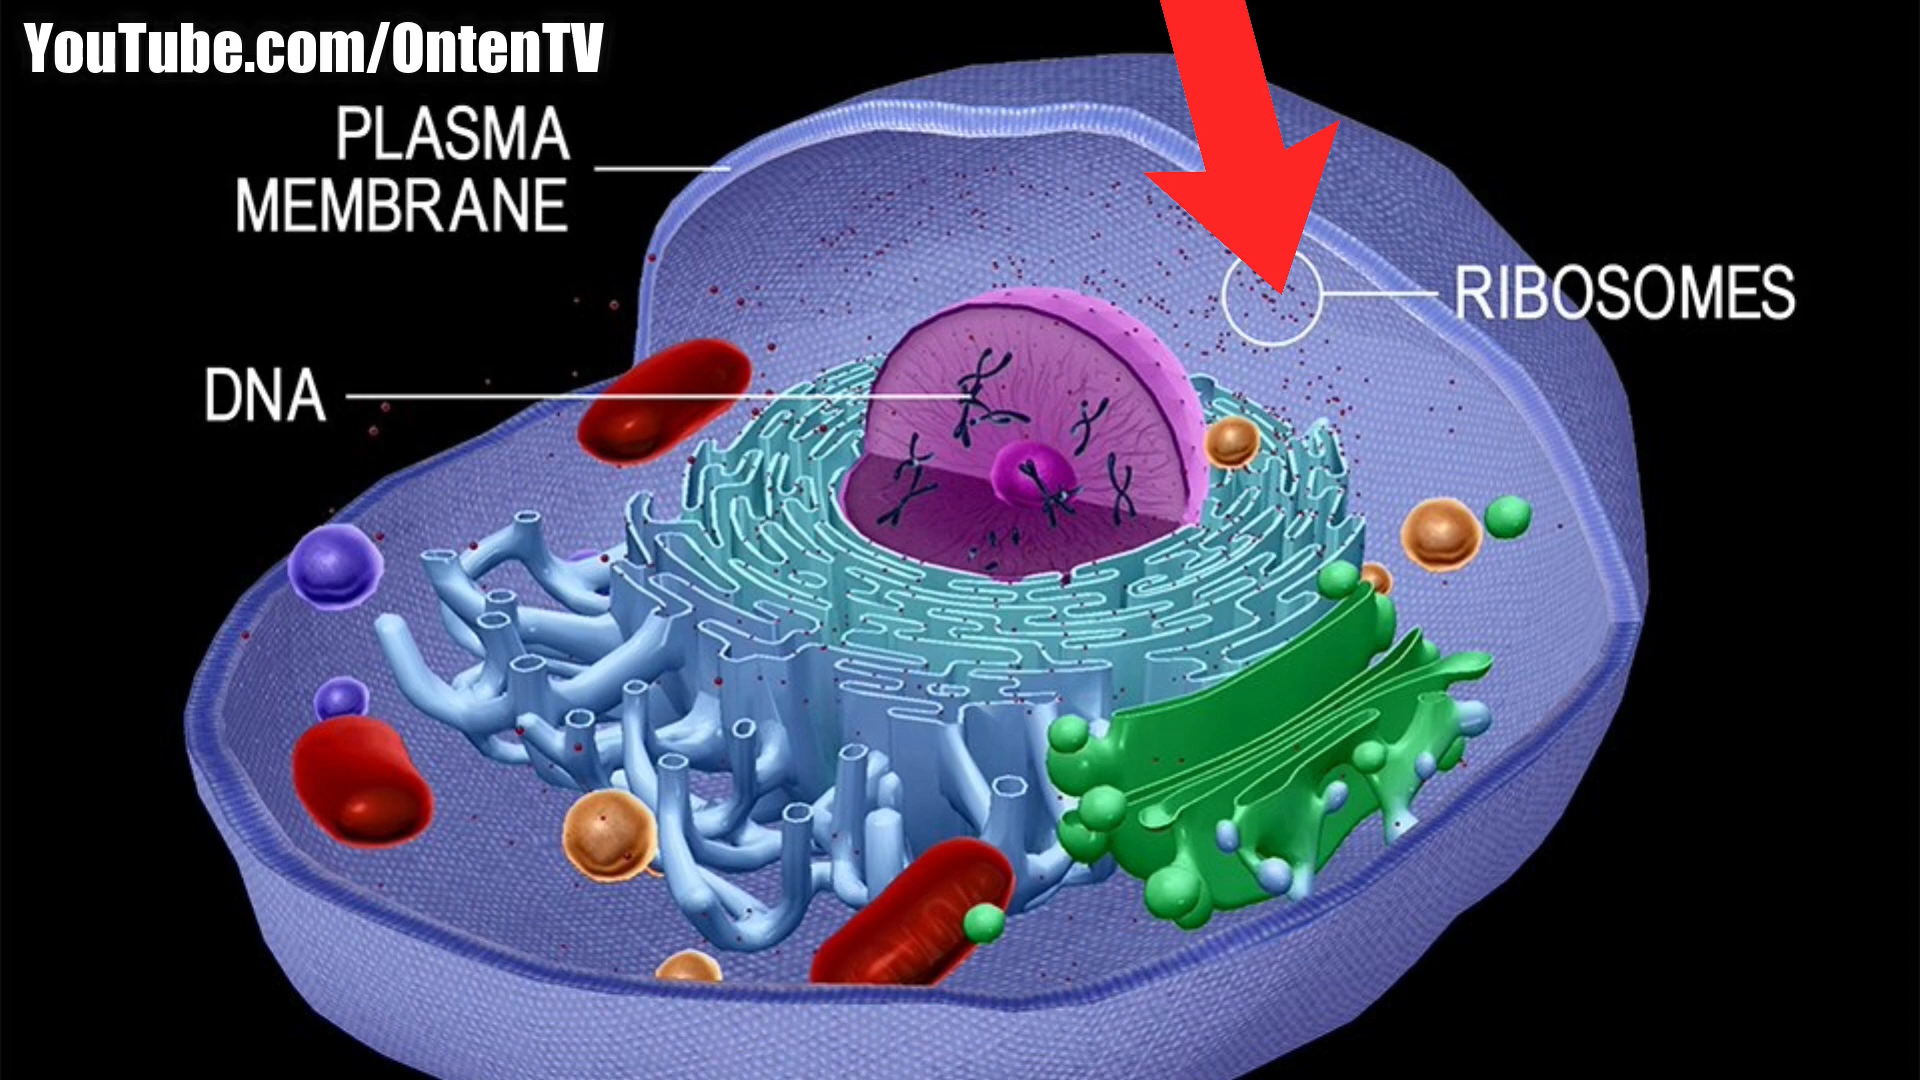 YouTube.com/OntenTV
PLASMA
MEMBRANE
RIBOSOMES
DNA